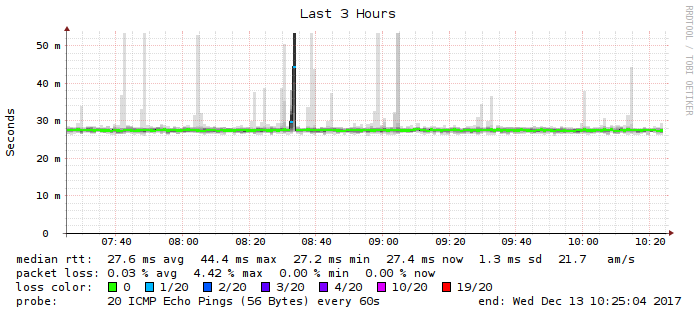 Last 3 Hours
RRDTOOL / TOBI OETIKER
Seconds
50 m
40 m
30 m
20 m
10 m
0
07:40 08:00 08:20 08:40 09:00 09:20 09:40 10:00 10:20
median rtt: 27.6 ms avg 44.4 ms max 27.2 ms min 27.4 ms now 1.3 ms sd 21.7 am/s
packet loss: 0.03 % avg 4.42 % max 0.00 % min 0.00 % now
loss color: 0 1/20 2/20 3/20 4/20 10/20 19/20
probe: 20 ICMP Echo Pings (56 Bytes) every 60s end: Wed Dec 13 10:25:04 2017